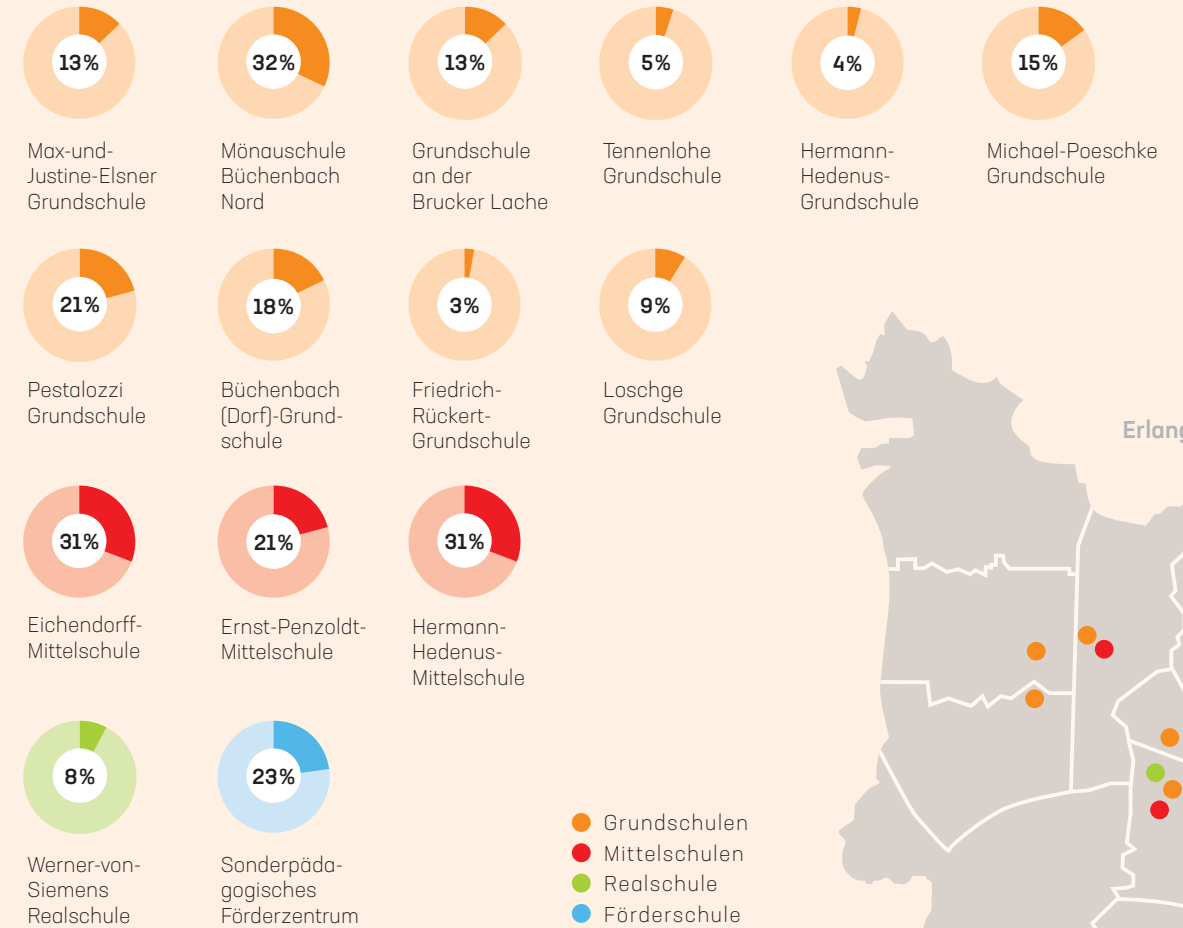 13%
32%
13%
5%
4%
15%
Max-und-
Justine-Elsner
Grundschule
Mönauschule
Büchenbach
Nord
Grundschule
an der
Brucker Lache
Tennenlohe
Grundschule
Hermann-
Hedenus-
Grundschule
Michael-Poeschke
Grundschule
21%
18%
3%
9%
Pestalozzi
Grundschule
Büchenbach
(Dorf)-Grund-
schule
Friedrich-
Rückert-
Grundschule
Loschge
Grundschule
Erlang
31%
21%
31%
Eichendorff-
Mittelschule
Ernst-Penzoldt-
Mittelschule
Hermann-
Hedenus-
Mittelschule
8%
23%
Werner-von-
Siemens
Realschule
Sonderpäda-
gogisches
Förderzentrum
Grundschulen
Mittelschulen
Realschule
Förderschule